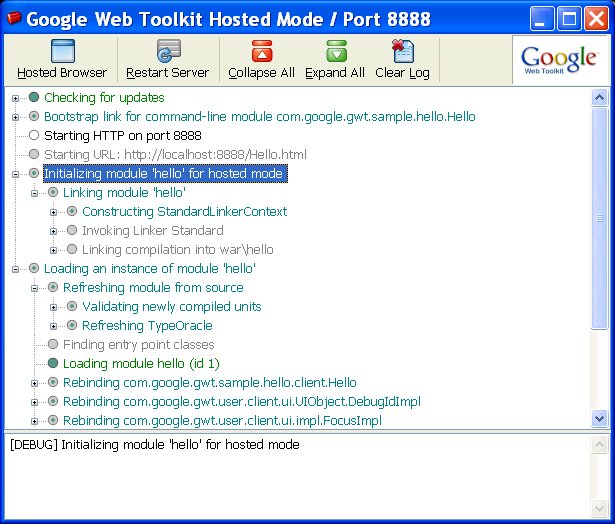 Google Web Toolkit Hosted Mode / Port 8888
Hosted Browser
Restart Server
Collapse All
Expand All
Clear Log
Google™
Web Toolkit
Checking for updates
Bootstrap link for command-line module com.google.gwt.sample.hello.Hello
Starting HTTP on port 8888
Starting URL: http://localhost:8888/Hello.html
Initializing module 'hello' for hosted mode
Linking module 'hello'
Constructing StandardLinkerContext
Invoking Linker Standard
Linking compilation into war\hello
Loading an instance of module 'hello'
Refreshing module from source
Validating newly compiled units
Refreshing TypeOracle
Finding entry point classes
Loading module hello (id 1)
Rebinding com.google.gwt.sample.hello.client.Hello
Rebinding com.google.gwt.user.client.ui.UIObject.DebugIdImpl
Rebinding com.google.gwt.user.client.ui.impl.FocusImpl
[DEBUG] Initializing module 'hello' for hosted mode